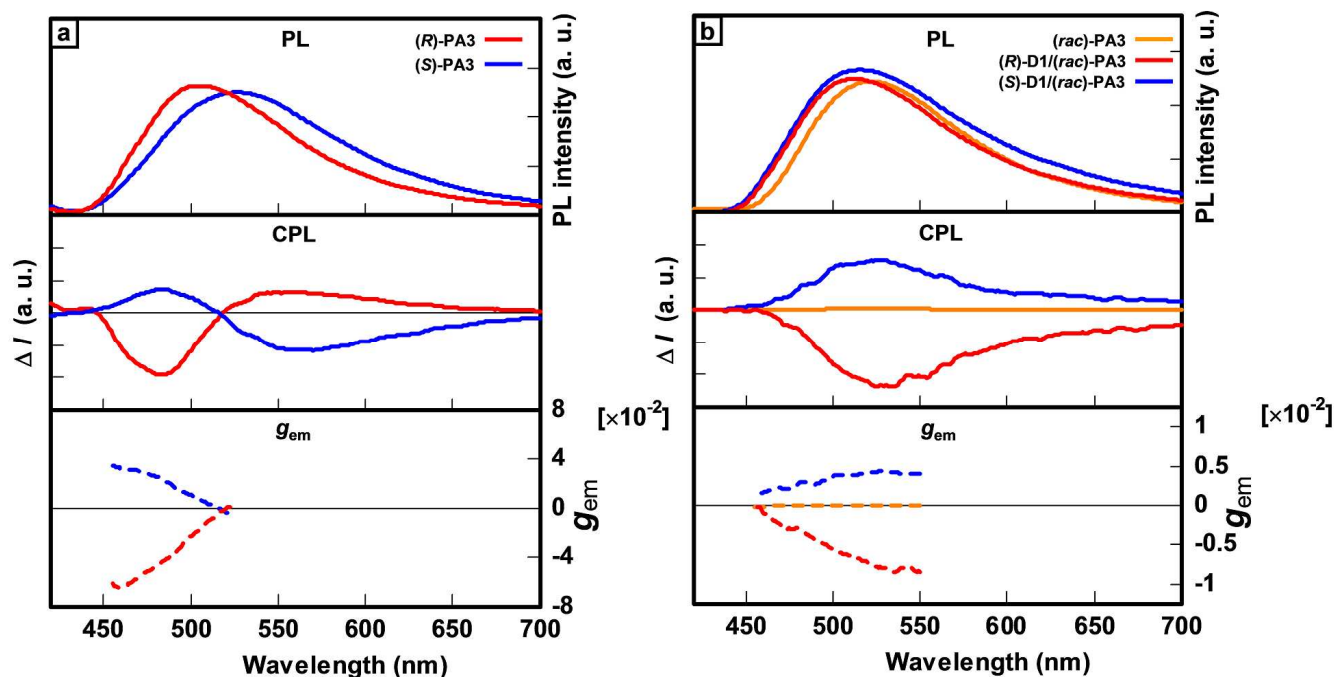 a
PL
(R)-PA3
(S)-PA3
PL intensity (a. u.)
CPL
Δ I (a. u.)
g_em
[×10⁻²]
8
4
0
-4
-8
g_em
450 500 550 600 650 700
Wavelength (nm)
b
PL
(rac)-PA3
(R)-D1/(rac)-PA3
(S)-D1/(rac)-PA3
PL intensity (a. u.)
CPL
Δ I (a. u.)
g_em
[×10⁻²]
1
0.5
0
-0.5
-1
g_em
450 500 550 600 650 700
Wavelength (nm)